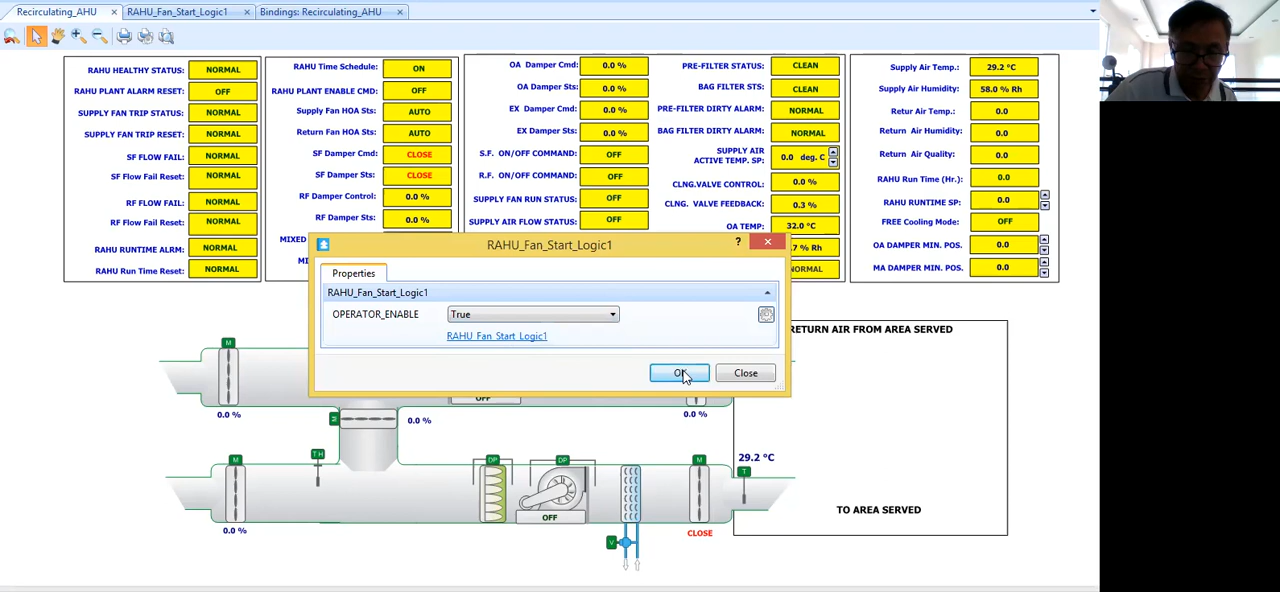 Recirculating_AHU × RAHU_Fan_Start_Logic1 × Bindings: Recirculating_AHU ×
RAHU HEALTHY STATUS: NORMAL
RAHU PLANT ALARM RESET: OFF
SUPPLY FAN TRIP STATUS: NORMAL
SUPPLY FAN TRIP RESET: NORMAL
SF FLOW FAIL: NORMAL
SF Flow Fail Reset: NORMAL
RF FLOW FAIL: NORMAL
RF Flow Fail Reset: NORMAL
RAHU RUNTIME ALRM: NORMAL
RAHU Run Time Reset: NORMAL
RAHU Time Schedule: ON
RAHU PLANT ENABLE CMD: OFF
Supply Fan HOA Sts: AUTO
Return Fan HOA Sts: AUTO
SF Damper Cmd: CLOSE
SF Damper Sts: CLOSE
RF Damper Control: 0.0 %
RF Damper Sts: 0.0 %
MIXED
MI
OA Damper Cmd: 0.0 %
OA Damper Sts: 0.0 %
EX Damper Cmd: 0.0 %
EX Damper Sts: 0.0 %
S.F. ON/OFF COMMAND: OFF
R.F. ON/OFF COMMAND: OFF
SUPPLY FAN RUN STATUS: OFF
SUPPLY AIR FLOW STATUS: OFF
PRE-FILTER STATUS: CLEAN
BAG FILTER STS: CLEAN
PRE-FILTER DIRTY ALARM: NORMAL
BAG FILTER DIRTY ALARM: NORMAL
SUPPLY AIR
ACTIVE TEMP. SP: 0.0 deg. C
CLNG.VALVE CONTROL: 0.0 %
CLNG. VALVE FEEDBACK: 0.3 %
OA TEMP: 32.0 °C
.7 % Rh
NORMAL
Supply Air Temp.: 29.2 °C
Supply Air Humidity: 58.0 % Rh
Retur Air Temp.: 0.0
Return Air Humidity: 0.0
Return Air Quality: 0.0
RAHU Run Time (Hr.): 0.0
RAHU RUNTIME SP: 0.0
FREE Cooling Mode: OFF
OA DAMPER MIN. POS. 0.0
MA DAMPER MIN. POS. 0.0
RAHU_Fan_Start_Logic1 ? ×
Properties
RAHU_Fan_Start_Logic1
OPERATOR_ENABLE True
RAHU_Fan_Start_Logic1
OK Close
RETURN AIR FROM AREA SERVED
M
OFF
0.0 % 0.0 %
M 0.0 %
T H DP DP M 29.2 °C
T
TO AREA SERVED
M
OFF
0.0 % CLOSE
V